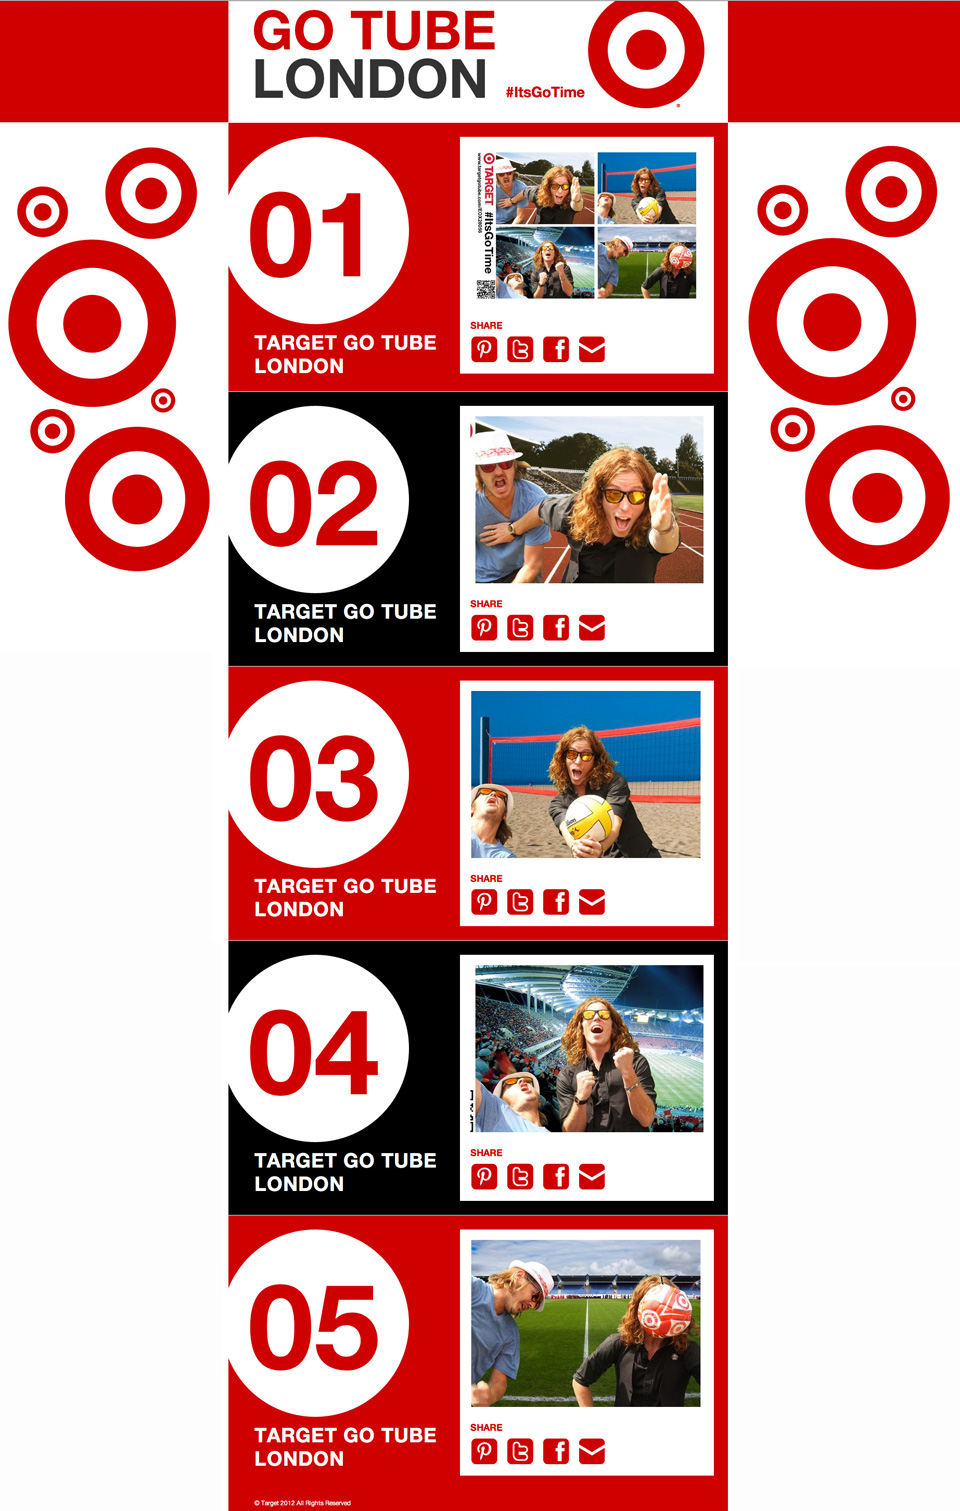 GO TUBE
LONDON
#ItsGoTime
01
TARGET GO TUBE
LONDON
TARGET #ItsGoTime
SHARE
02
TARGET GO TUBE
LONDON
SHARE
03
TARGET GO TUBE
LONDON
SHARE
04
TARGET GO TUBE
LONDON
SHARE
05
TARGET GO TUBE
LONDON
SHARE
© Target 2012 All Rights Reserved